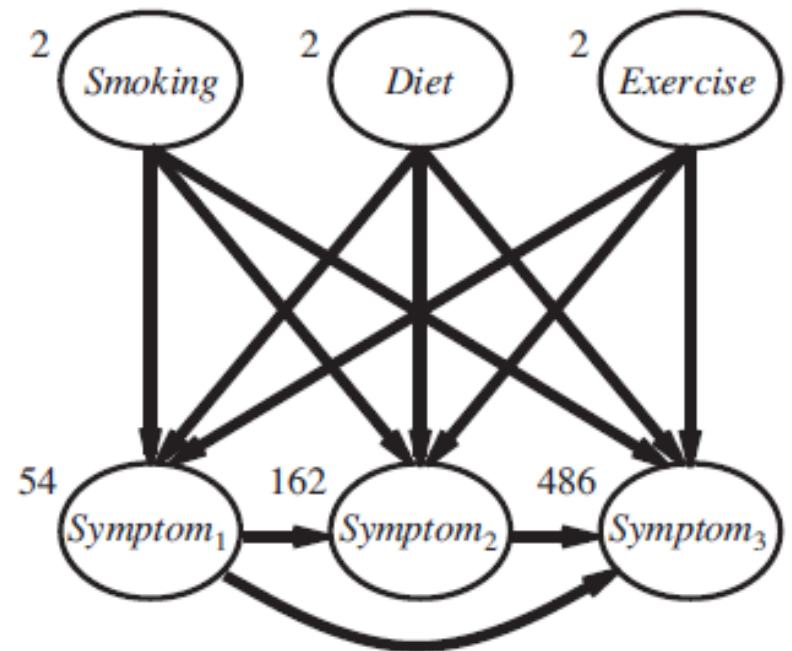 2 Smoking 2 Diet 2 Exercise
54 Symptom₁ 162 Symptom₂ 486 Symptom₃